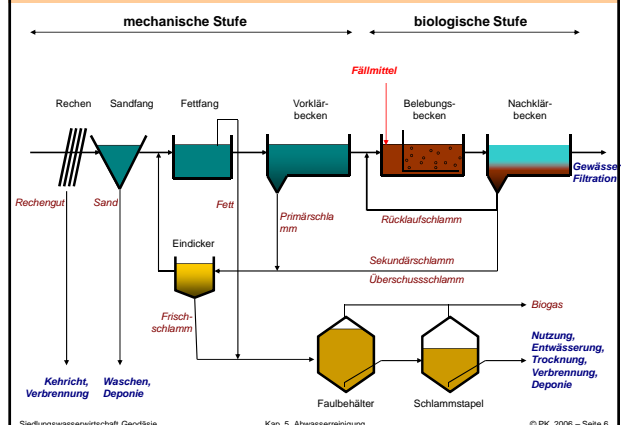 mechanische Stufe
biologische Stufe
Fällmittel
Rechen
Sandfang
Fettfang
Vorklär-
becken
Belebungs-
becken
Nachklär-
becken
Gewässer
Filtration
Rechengut
Sand
Fett
Primärschla
mm
Rücklaufschlamm
Eindicker
Sekundärschlamm
Überschussschlamm
Frisch-
schlamm
Biogas
Nutzung,
Entwässerung,
Trocknung,
Verbrennung,
Deponie
Kehricht,
Verbrennung
Waschen,
Deponie
Faulbehälter
Schlammstapel
Siedlungswasserwirtschaft Geodäsie
Kap. 5 Abwasserreinigung
© PK, 2006 – Seite 6